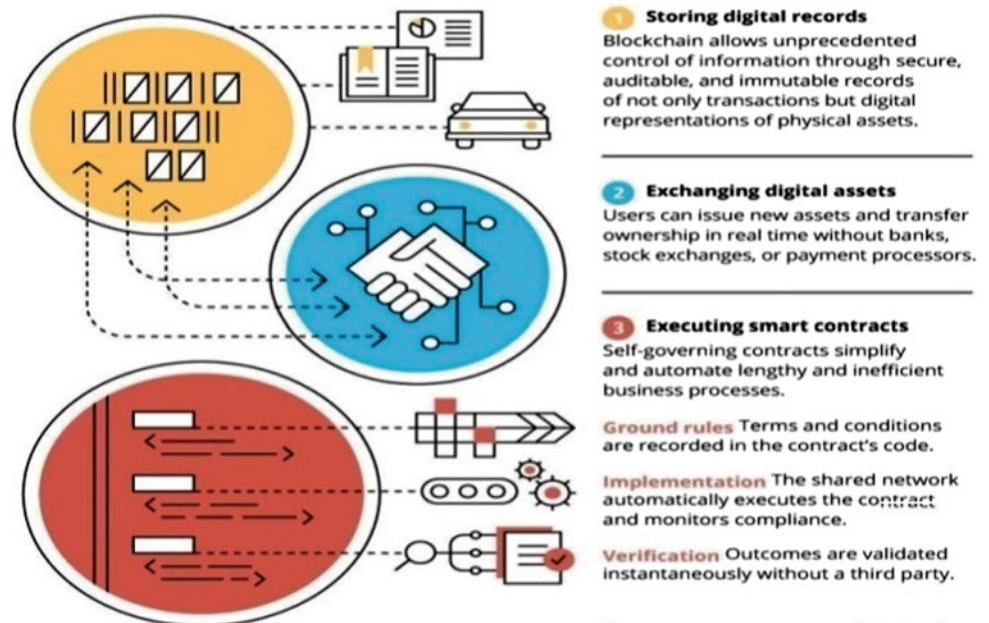 1 Storing digital records
Blockchain allows unprecedented
control of information through secure,
auditable, and immutable records
of not only transactions but digital
representations of physical assets.
2 Exchanging digital assets
Users can issue new assets and transfer
ownership in real time without banks,
stock exchanges, or payment processors.
3 Executing smart contracts
Self-governing contracts simplify
and automate lengthy and inefficient
business processes.
Ground rules Terms and conditions
are recorded in the contract's code.
Implementation The shared network
automatically executes the contract
and monitors compliance.
Verification Outcomes are validated
instantaneously without a third party.